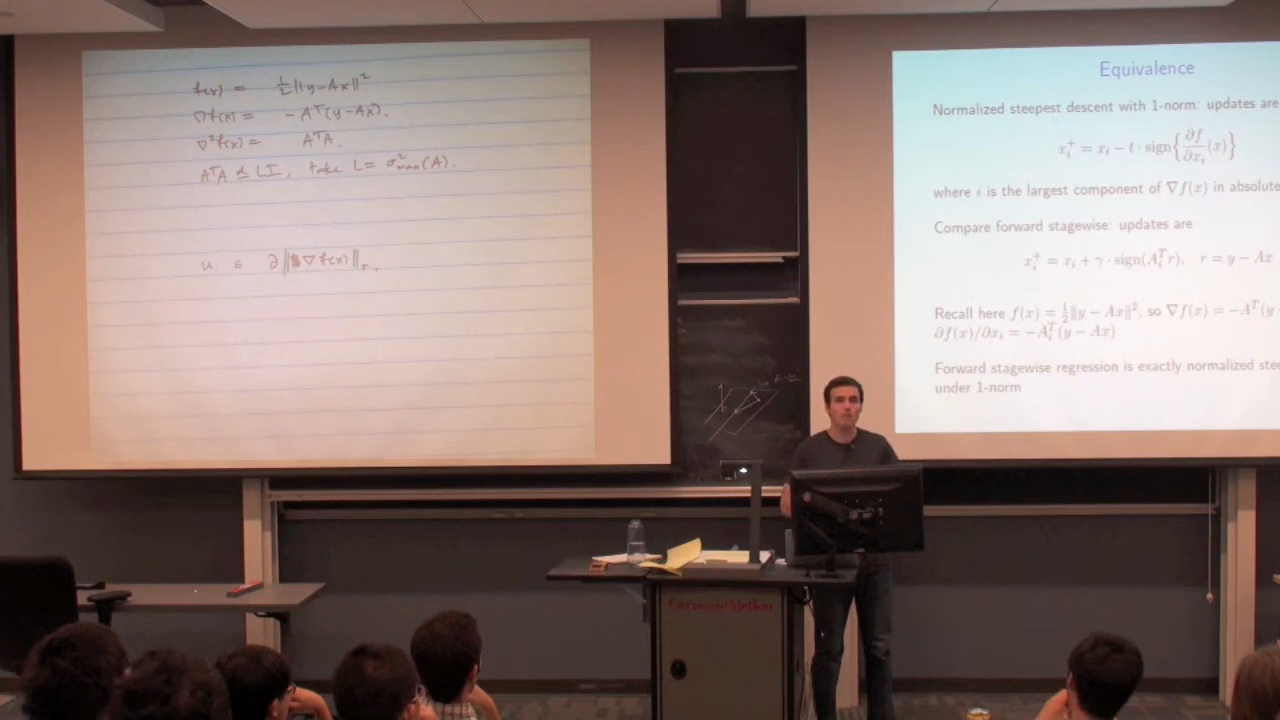 f(x) = ½||y-Ax||²
∇f(x) = -Aᵀ(y-Ax).
∇²f(x) = AᵀA.
AᵀA ⪯ LI, take L = σ²max(A).
u ∈ ∂||∇f(x)||
Equivalence
Normalized steepest descent with 1-norm: updates are
xᵢ⁺ = xᵢ − t · sign{∂f/∂xᵢ(x)}
where i is the largest component of ∇f(x) in absolute
Compare forward stagewise: updates are
xᵢ⁺ = xᵢ + γ · sign(Aᵢᵀr), r = y − Ax
Recall here f(x) = ½||y − Ax||², so ∇f(x) = −Aᵀ(y
∂f(x)/∂xᵢ = −Aᵢᵀ(y − Ax)
Forward stagewise regression is exactly normalized
under 1-norm
Carnegie Mellon